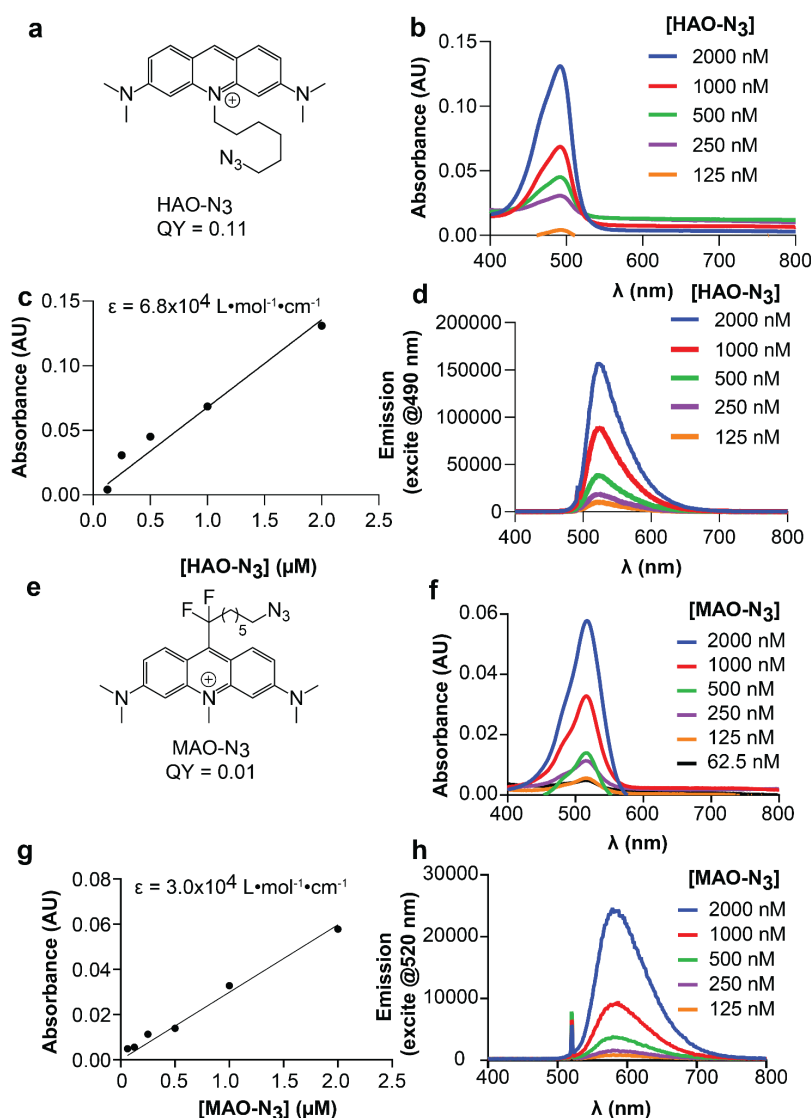 a
N
N
N
⊕
N₃
HAO-N3
QY = 0.11
b
[HAO-N₃]
2000 nM
1000 nM
500 nM
250 nM
125 nM
Absorbance (AU)
0.15
0.10
0.05
0.00
400 500 600 700 800
λ (nm)
c
ε = 6.8x10⁴ L•mol⁻¹•cm⁻¹
Absorbance (AU)
0.15
0.10
0.05
0.00
0.0 0.5 1.0 1.5 2.0 2.5
[HAO-N₃] (µM)
d
[HAO-N₃]
2000 nM
1000 nM
500 nM
250 nM
125 nM
Emission
(excite @490 nm)
200000
150000
100000
50000
0
400 500 600 700 800
λ (nm)
e
F
F
5
N₃
N
N
N
⊕
MAO-N3
QY = 0.01
f
[MAO-N₃]
2000 nM
1000 nM
500 nM
250 nM
125 nM
62.5 nM
Absorbance (AU)
0.06
0.04
0.02
0.00
400 500 600 700 800
λ (nm)
g
ε = 3.0x10⁴ L•mol⁻¹•cm⁻¹
Absorbance (AU)
0.08
0.06
0.04
0.02
0.00
0.0 0.5 1.0 1.5 2.0 2.5
[MAO-N₃] (µM)
h
[MAO-N₃]
2000 nM
1000 nM
500 nM
250 nM
125 nM
Emission
(excite @520 nm)
30000
20000
10000
0
400 500 600 700 800
λ (nm)